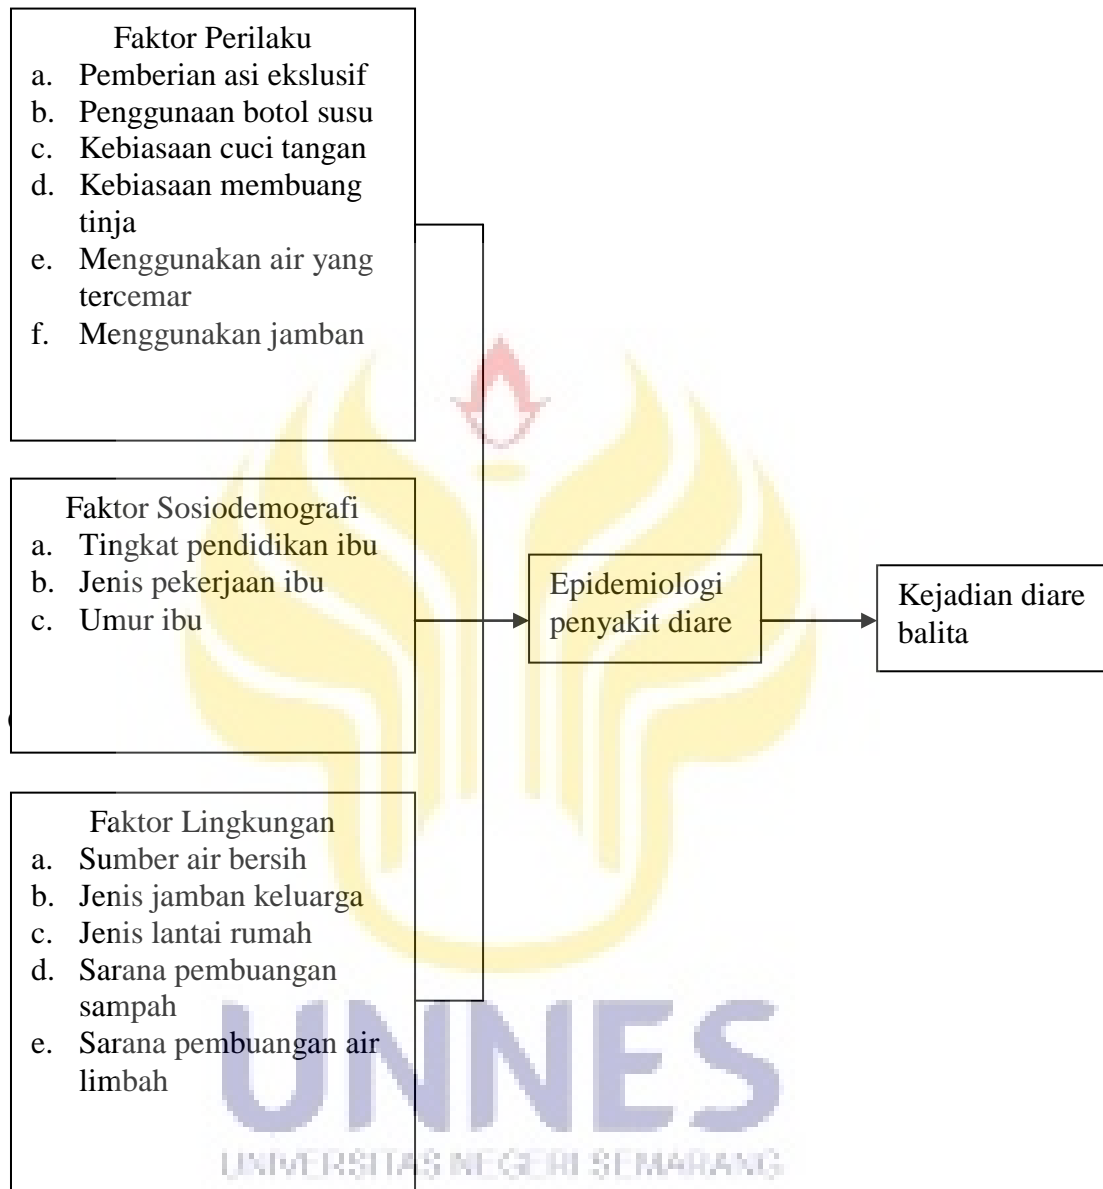 Faktor Perilaku
a. Pemberian asi ekslusif
b. Penggunaan botol susu
c. Kebiasaan cuci tangan
d. Kebiasaan membuang
tinja
e. Menggunakan air yang
tercemar
f. Menggunakan jamban
Faktor Sosiodemografi
a. Tingkat pendidikan ibu
b. Jenis pekerjaan ibu
c. Umur ibu
Epidemiologi
penyakit diare
Kejadian diare
balita
Faktor Lingkungan
a. Sumber air bersih
b. Jenis jamban keluarga
c. Jenis lantai rumah
d. Sarana pembuangan
sampah
e. Sarana pembuangan air
limbah
UNNES
UNIVERSITAS NEGERI SEMARANG